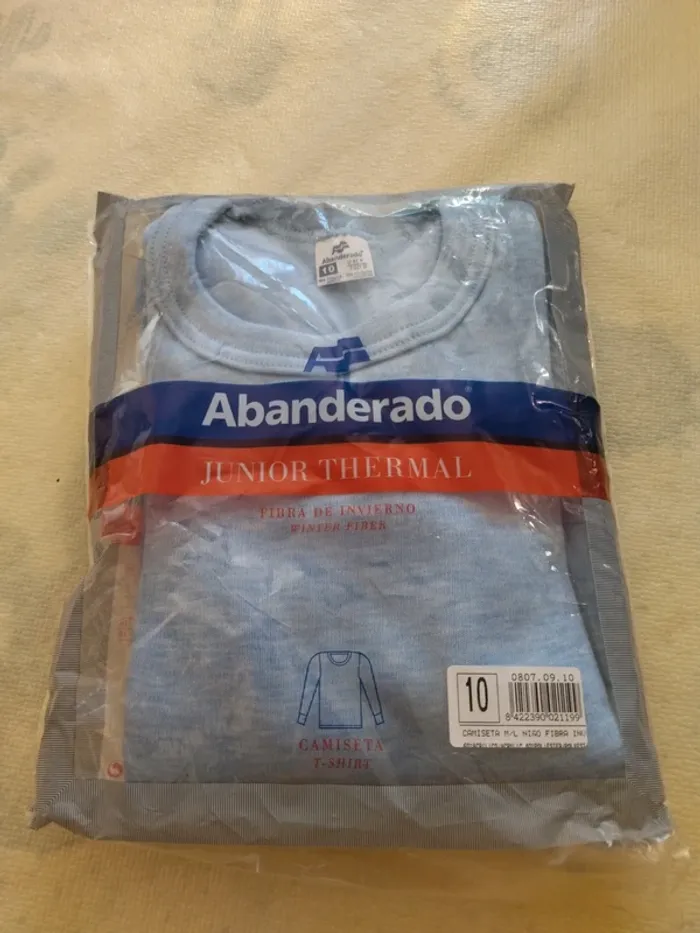 Abanderado
10
Abanderado
JUNIOR THERMAL
FIBRA DE INVIERNO
WINTER FIBER
CAMISETA
T-SHIRT
10
0807.09.10
8 422390 021199
CAMISETA M/L NIÑO FIBRA INV